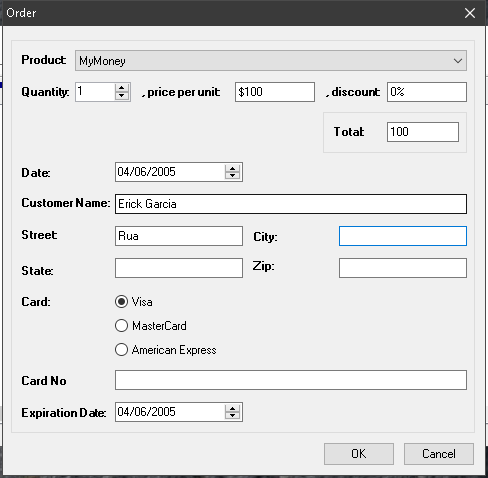 Order
Product: MyMoney
Quantity: 1 , price per unit: $100 , discount: 0%
Total: 100
Date: 04/06/2005
Customer Name: Erick Garcia
Street: Rua City:
State: Zip:
Card: Visa
MasterCard
American Express
Card No
Expiration Date: 04/06/2005
OK Cancel